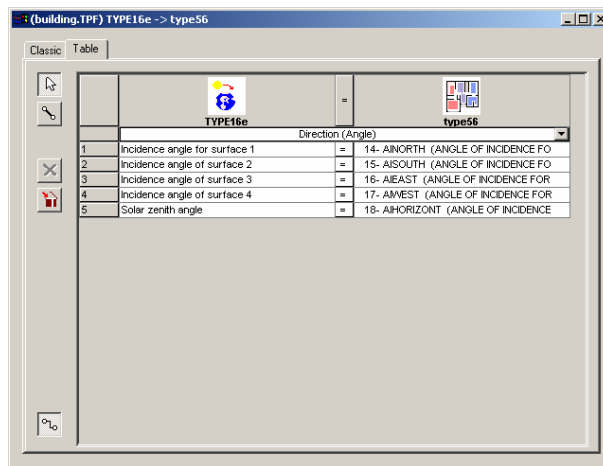 (building.TPF) TYPE16e -> type56
Classic Table
TYPE16e = type56
Direction (Angle)
1 Incidence angle for surface 1 = 14- AINORTH (ANGLE OF INCIDENCE FO
2 Incidence angle of surface 2 = 15- AISOUTH (ANGLE OF INCIDENCE FO
3 Incidence angle of surface 3 = 16- AIEAST (ANGLE OF INCIDENCE FOR
4 Incidence angle of surface 4 = 17- AIWEST (ANGLE OF INCIDENCE FOR
5 Solar zenith angle = 18- AIHORIZONT (ANGLE OF INCIDENCE